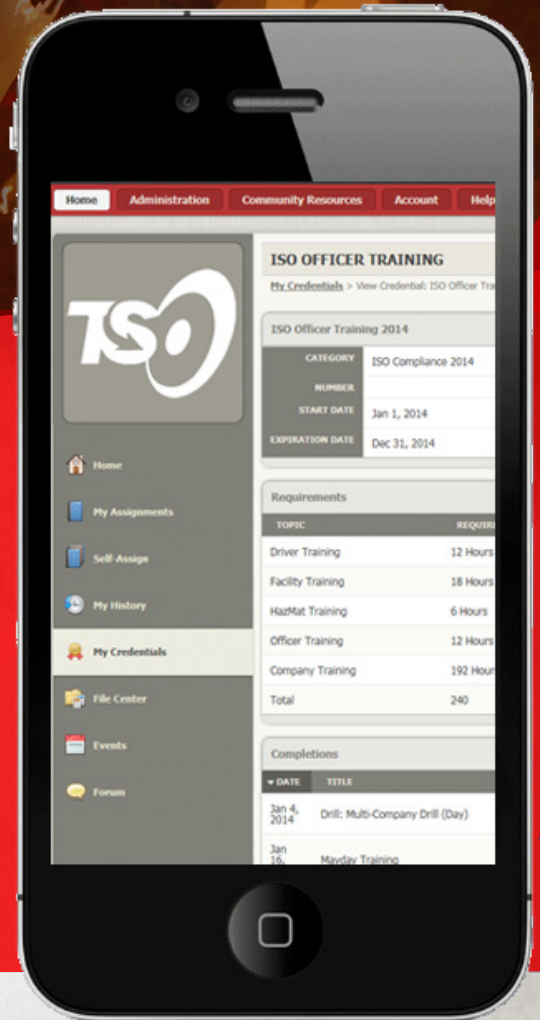 Home Administration Community Resources Account Help
TSO
Home
My Assignments
Self-Assign
My History
My Credentials
File Center
Events
Forum
ISO OFFICER TRAINING
My Credentials > View Credential: ISO Officer Tra
ISO Officer Training 2014
CATEGORY ISO Compliance 2014
NUMBER
START DATE Jan 1, 2014
EXPIRATION DATE Dec 31, 2014
Requirements
TOPIC REQUIRE
Driver Training 12 Hours
Facility Training 18 Hours
HazMat Training 6 Hours
Officer Training 12 Hours
Company Training 192 Hour
Total 240
Completions
DATE TITLE
Jan 4,
2014 Drill: Multi-Company Drill (Day)
Jan
16, Mayday Training